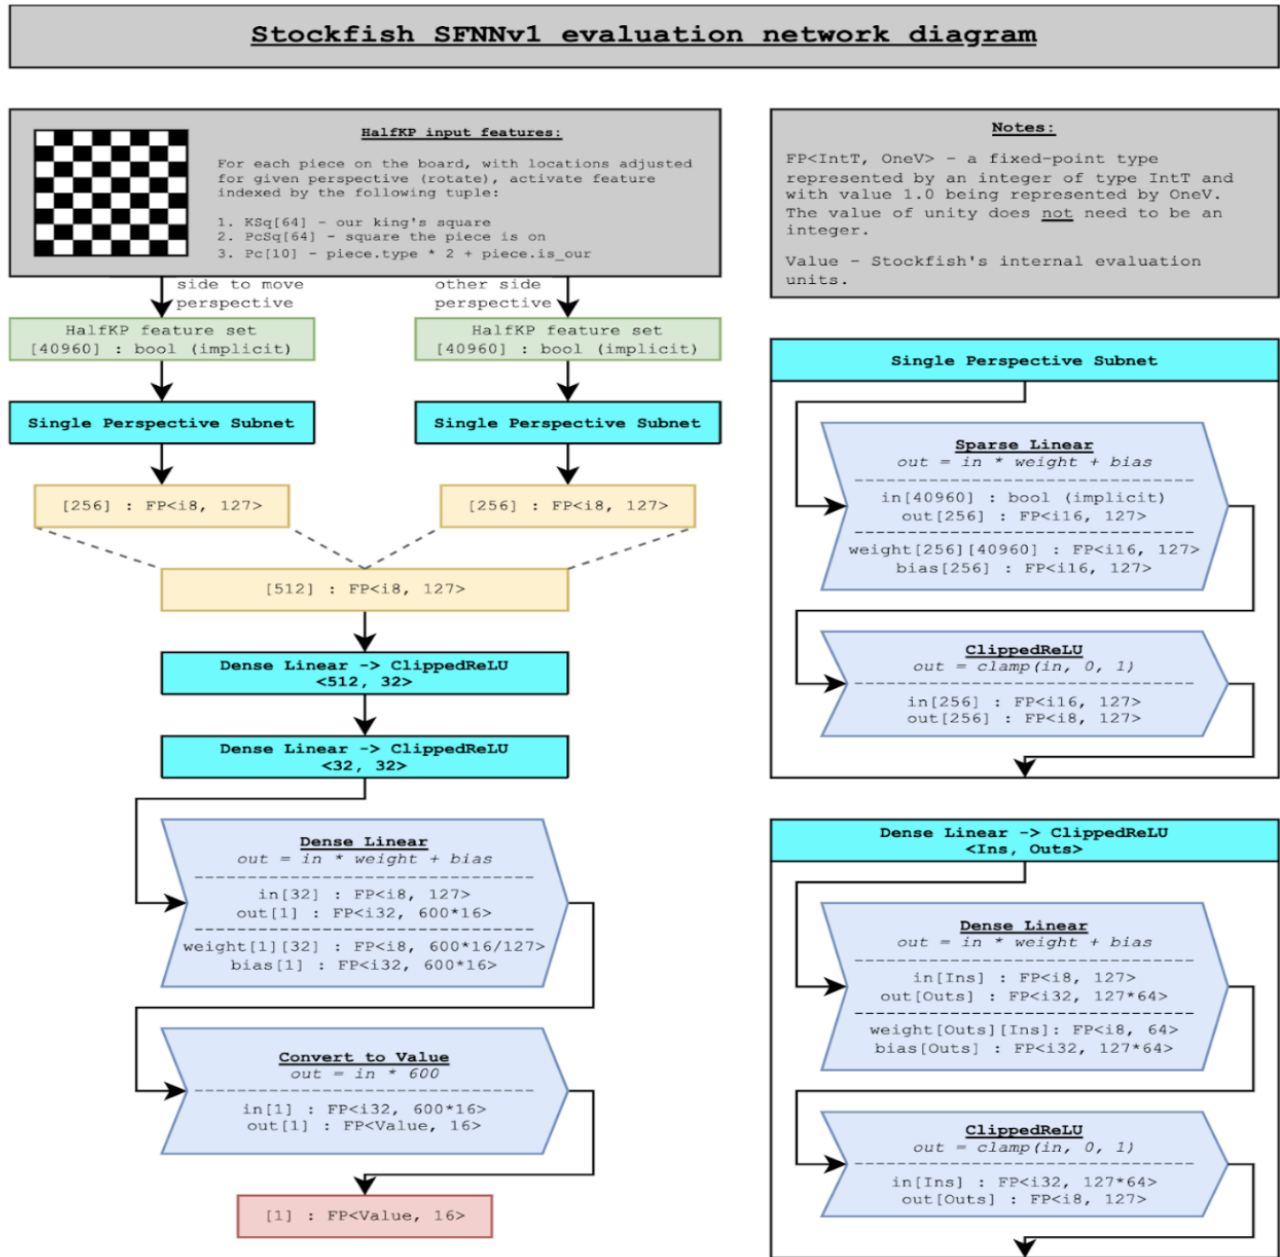 Stockfish SFNNv1 evaluation network diagram
HalfKP input features:
For each piece on the board, with locations adjusted
for given perspective (rotate), activate feature
indexed by the following tuple:
1. KSq[64] - our king's square
2. PcSq[64] - square the piece is on
3. Pc[10] - piece.type * 2 + piece.is_our
side to move
perspective
other side
perspective
HalfKP feature set
[40960] : bool (implicit)
HalfKP feature set
[40960] : bool (implicit)
Single Perspective Subnet
Single Perspective Subnet
[256] : FP<i8, 127>
[256] : FP<i8, 127>
[512] : FP<i8, 127>
Dense Linear -> ClippedReLU
<512, 32>
Dense Linear -> ClippedReLU
<32, 32>
Dense Linear
out = in * weight + bias
in[32] : FP<i8, 127>
out[1] : FP<i32, 600*16>
weight[1][32] : FP<i8, 600*16/127>
bias[1] : FP<i32, 600*16>
Convert to Value
out = in * 600
in[1] : FP<i32, 600*16>
out[1] : FP<Value, 16>
[1] : FP<Value, 16>
Notes:
FP<IntT, OneV> - a fixed-point type
represented by an integer of type IntT and
with value 1.0 being represented by OneV.
The value of unity does not need to be an
integer.
Value - Stockfish's internal evaluation
units.
Single Perspective Subnet
Sparse Linear
out = in * weight + bias
in[40960] : bool (implicit)
out[256] : FP<i16, 127>
weight[256][40960] : FP<i16, 127>
bias[256] : FP<i16, 127>
ClippedReLU
out = clamp(in, 0, 1)
in[256] : FP<i16, 127>
out[256] : FP<i8, 127>
Dense Linear -> ClippedReLU
<Ins, Outs>
Dense Linear
out = in * weight + bias
in[Ins] : FP<i8, 127>
out[Outs] : FP<i32, 127*64>
weight[Outs][Ins]: FP<i8, 64>
bias[Outs] : FP<i32, 127*64>
ClippedReLU
out = clamp(in, 0, 1)
in[Ins] : FP<i32, 127*64>
out[Outs] : FP<i8, 127>